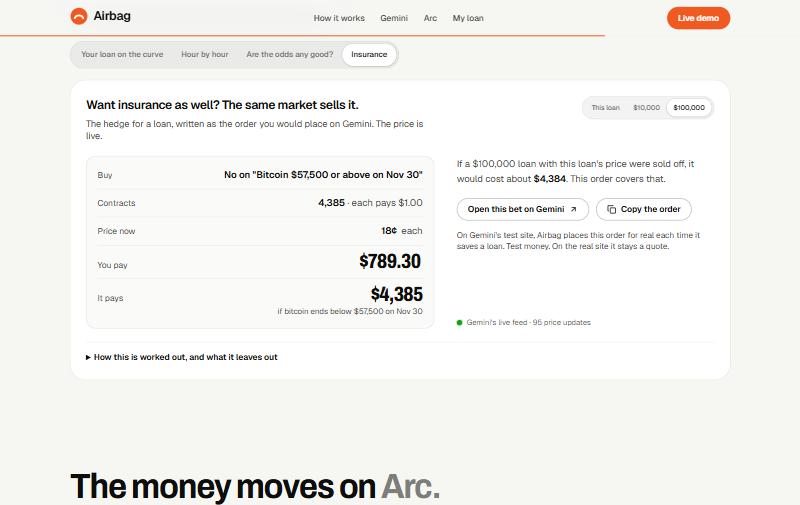 Airbag
How it works
Gemini
Arc
My loan
Live demo
Your loan on the curve
Hour by hour
Are the odds any good?
Insurance
Want insurance as well? The same market sells it.
The hedge for a loan, written as the order you would place on Gemini. The price is
live.
This loan
$10,000
$100,000
Buy
No on "Bitcoin $57,500 or above on Nov 30"
Contracts
4,385 · each pays $1.00
Price now
18¢ each
You pay
$789.30
It pays
$4,385
if bitcoin ends below $57,500 on Nov 30
If a $100,000 loan with this loan's price were sold off, it
would cost about $4,384. This order covers that.
Open this bet on Gemini
Copy the order
On Gemini's test site, Airbag places this order for real each time it
saves a loan. Test money. On the real site it stays a quote.
Gemini's live feed · 95 price updates
How this is worked out, and what it leaves out
The money moves on Arc.